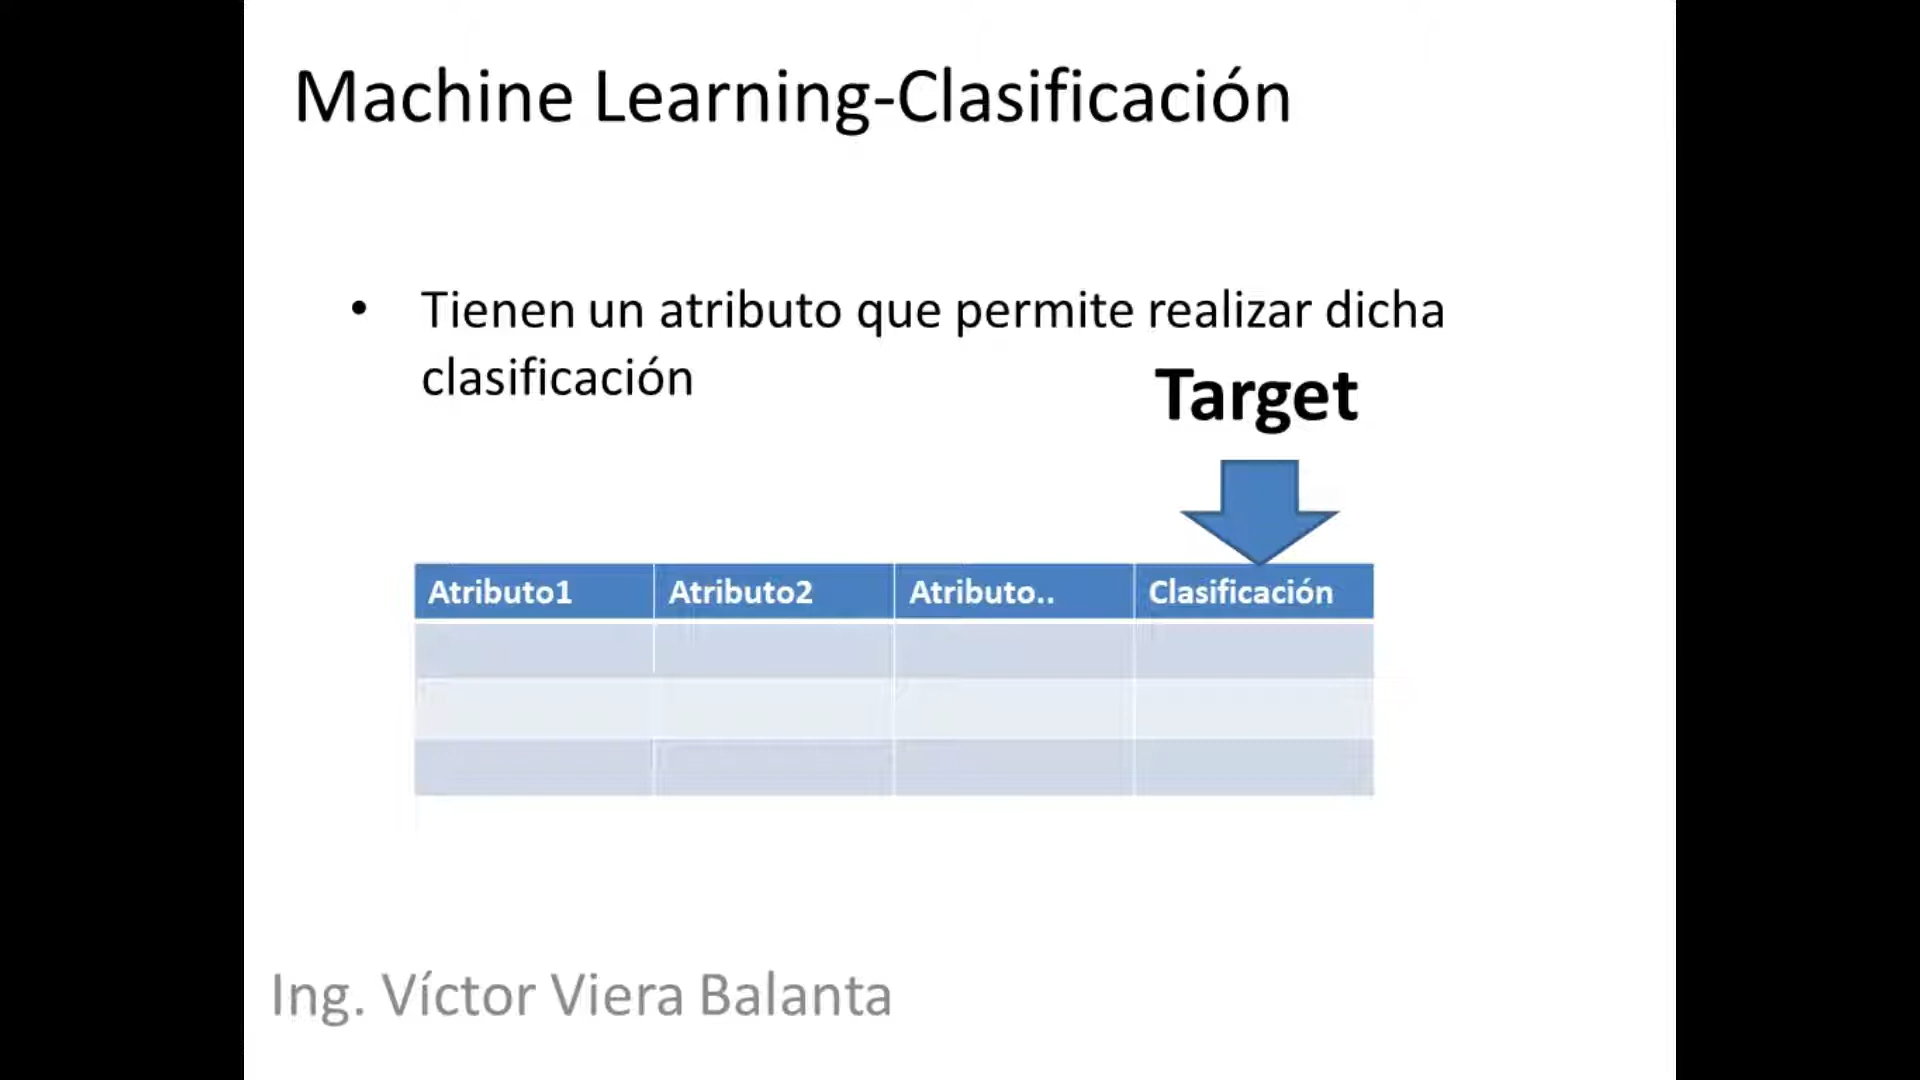 Machine Learning-Clasificación
• Tienen un atributo que permite realizar dicha
clasificación
Target
Atributo1 Atributo2 Atributo.. Clasificación
Ing. Víctor Viera Balanta